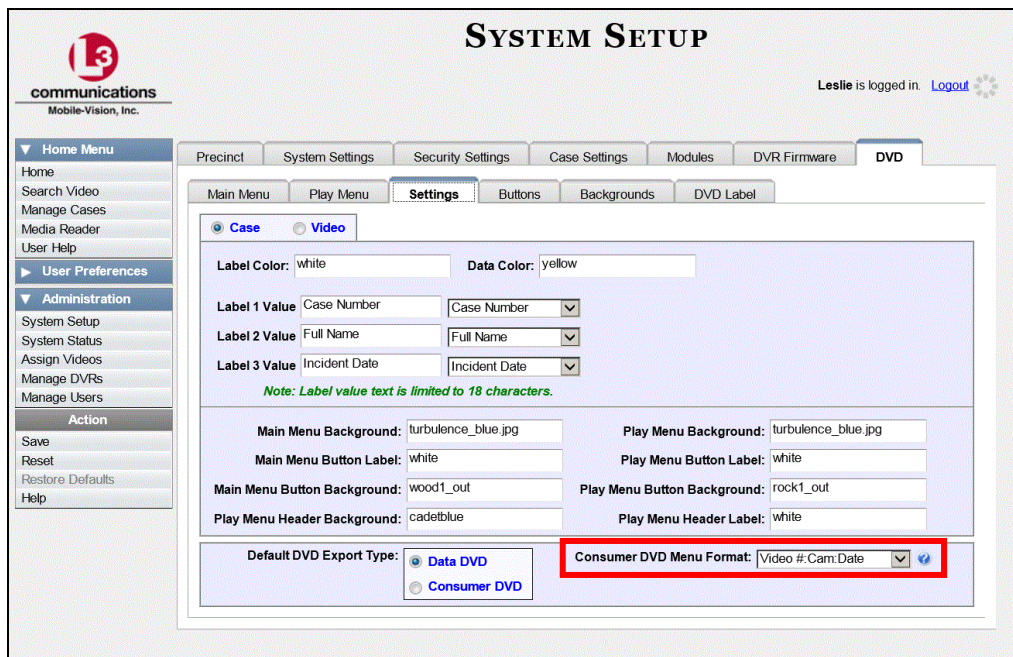 SYSTEM SETUP
L3
communications
Mobile-Vision, Inc.
Leslie is logged in. Logout
Home Menu
Home
Search Video
Manage Cases
Media Reader
User Help
User Preferences
Administration
System Setup
System Status
Assign Videos
Manage DVRs
Manage Users
Action
Save
Reset
Restore Defaults
Help
Precinct System Settings Security Settings Case Settings Modules DVR Firmware DVD
Main Menu Play Menu Settings Buttons Backgrounds DVD Label
Case Video
Label Color: white Data Color: yellow
Label 1 Value Case Number Case Number
Label 2 Value Full Name Full Name
Label 3 Value Incident Date Incident Date
Note: Label value text is limited to 18 characters.
Main Menu Background: turbulence_blue.jpg Play Menu Background: turbulence_blue.jpg
Main Menu Button Label: white Play Menu Button Label: white
Main Menu Button Background: wood1_out Play Menu Button Background: rock1_out
Play Menu Header Background: cadetblue Play Menu Header Label: white
Default DVD Export Type: Data DVD Consumer DVD Menu Format: Video #:Cam:Date ?
Consumer DVD